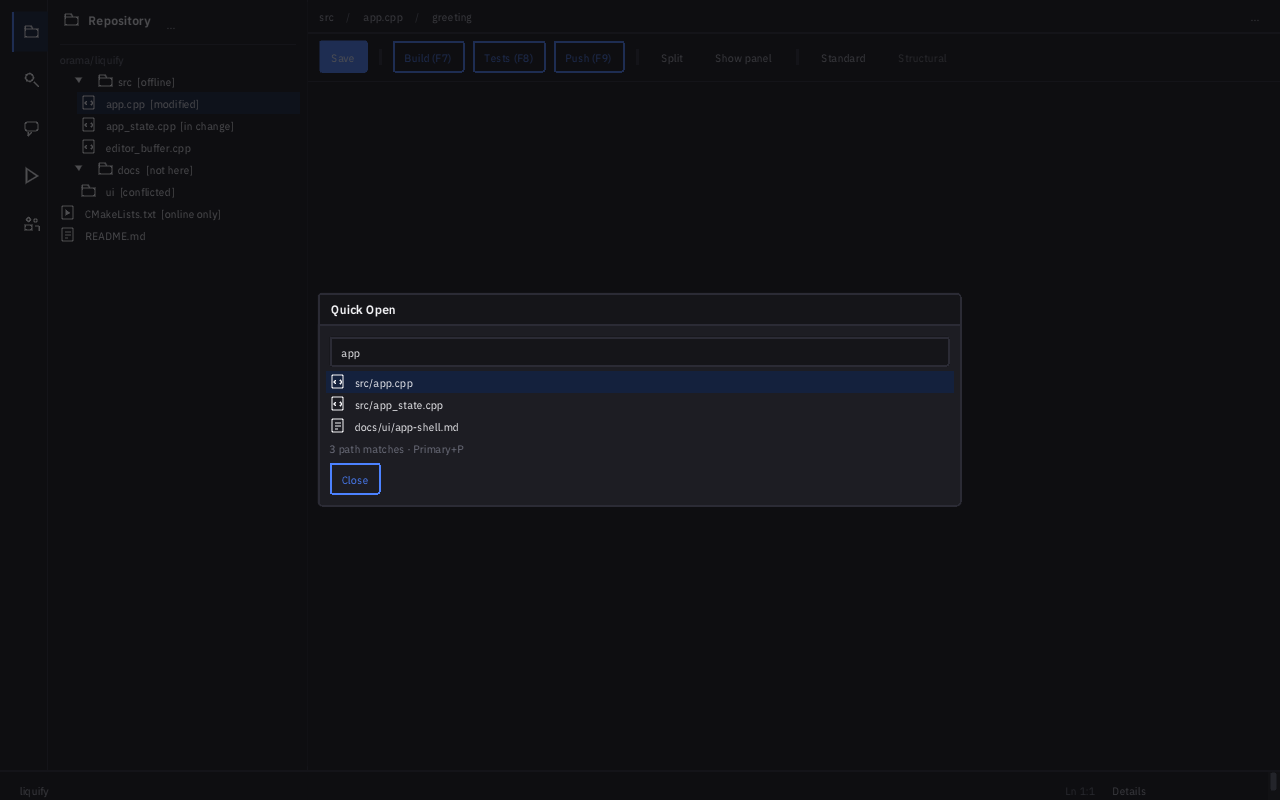 Repository ...
src / app.cpp / greeting ...
Save Build (F7) Tests (F8) Push (F9) Split Show panel Standard Structural
orama/liquify
src [offline]
app.cpp [modified]
app_state.cpp [in change]
editor_buffer.cpp
docs [not here]
ui [conflicted]
CMakeLists.txt [online only]
README.md
Quick Open
app
src/app.cpp
src/app_state.cpp
docs/ui/app-shell.md
3 path matches · Primary+P
Close
liquify Ln 1:1 Details